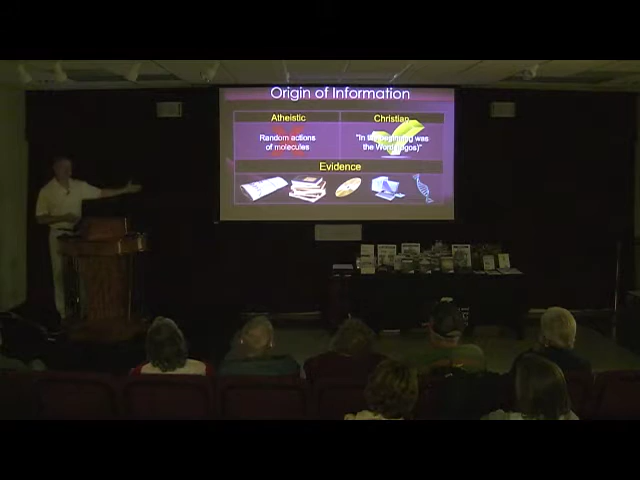 Origin of Information
Atheistic
Christian
Random actions
of molecules
"In the beginning was
the Word (logos)"
Evidence